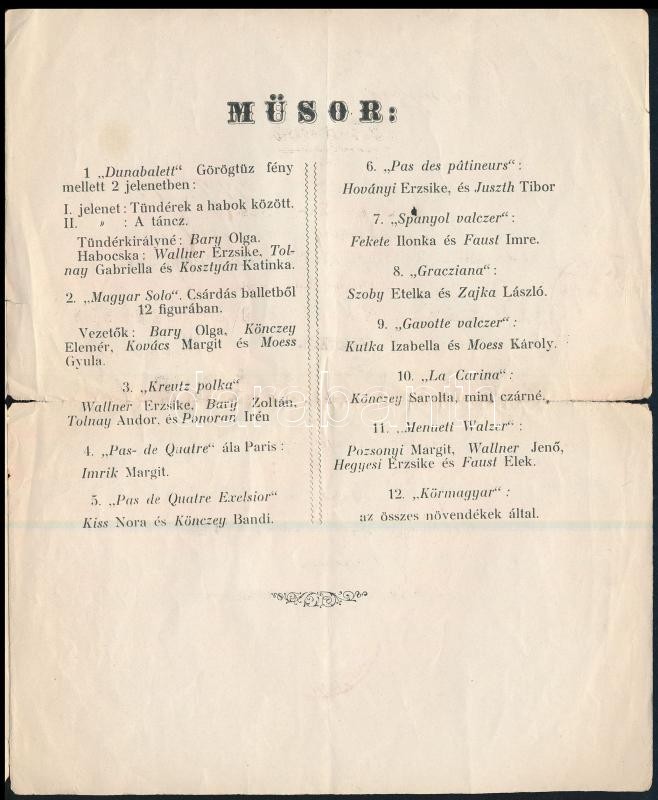 MŰSOR:
1 „Dunabalett" Görögtüz fény
mellett 2 jelenetben:
I. jelenet: Tündérek a habok között.
II. „ : A táncz.
Tündérkirályné: Bary Olga.
Habocska: Wallner Erzsike, Tol-
nay Gabriella és Kosztyán Katinka.
2. „Magyar Solo". Csárdás balletből
12 figurában.
Vezetők: Bary Olga, Könczey
Elemér, Kovács Margit és Moess
Gyula.
3. „Kreutz polka"
Wallner Erzsike, Bary Zoltán,
Tolnay Andor, és Ponoran Irén
4. „Pas- de Quatre" ála Paris:
Imrik Margit.
5. „Pas de Quatre Exelsior"
Kiss Nora és Könczey Bandi.
6. „Pas des pâtineurs":
Hoványi Erzsike, és Juszth Tibor
7. „Spanyol valczer":
Fekete Ilonka és Faust Imre.
8. „Gracziana":
Szoby Etelka és Zajka László.
9. „Gavotte valczer":
Kutka Izabella és Moess Károly.
10. „La Carina":
Könczey Sarolta, mint czárné.
11. „Menüett Walzer":
Pozsonyi Margit, Wallner Jenő,
Hegyesi Erzsike és Faust Elek.
12. „Körmagyar":
az összes növendékek által.
darabanth